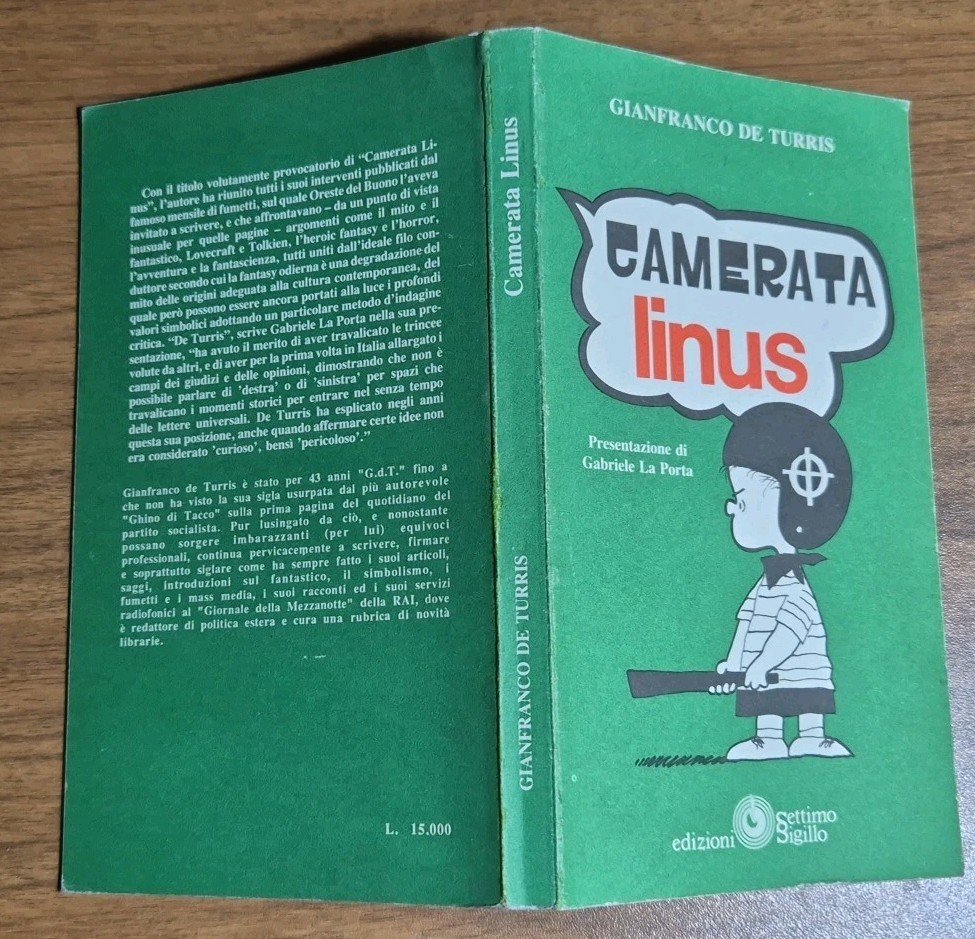 Con il titolo volutamente provocatorio di "Camerata Li-
nus", l'autore ha riunito tutti i suoi interventi pubblicati dal
famoso mensile di fumetti, sul quale Oreste del Buono l'aveva
invitato a scrivere, e che affrontavano – da un punto di vista
inusuale per quelle pagine – argomenti come il mito e il
fantastico, Lovecraft e Tolkien, l'heroic fantasy e l'horror,
l'avventura e la fantascienza, tutti uniti dall'ideale filo con-
duttore secondo cui la fantasy odierna è una degradazione del
mito delle origini adeguata alla cultura contemporanea, del
quale però possono essere ancora portati alla luce i profondi
valori simbolici adottando un particolare metodo d'indagine
critica. "De Turris", scrive Gabriele La Porta nella sua pre-
sentazione, "ha avuto il merito di aver travalicato le trincee
volute da altri, e di aver per la prima volta in Italia allargato i
campi dei giudizi e delle opinioni, dimostrando che non è
possibile parlare di 'destra' o di 'sinistra' per spazi che
travalicano i momenti storici per entrare nel senza tempo
delle lettere universali. De Turris ha esplicato negli anni
questa sua posizione, anche quando affermare certe idee non
era considerato 'curioso', bensì 'pericoloso'."
Gianfranco de Turris è stato per 43 anni "G.d.T." fino a
che non ha visto la sua sigla usurpata dal più autorevole
"Ghino di Tacco" sulla prima pagina del quotidiano del
partito socialista. Pur lusingato da ciò, e nonostante
possano sorgere imbarazzanti (per lui) equivoci
professionali, continua pervicacemente a scrivere, firmare
e soprattutto siglare come ha sempre fatto i suoi articoli,
saggi, introduzioni sul fantastico, il simbolismo, i
fumetti e i mass media, i suoi racconti ed i suoi servizi
radiofonici al "Giornale della Mezzanotte" della RAI, dove
è redattore di politica estera e cura una rubrica di novità
librarie.
L. 15.000
Camerata Linus
GIANFRANCO DE TURRIS
GIANFRANCO DE TURRIS
CAMERATA
linus
Presentazione di
Gabriele La Porta
edizioni Settimo
Sigillo